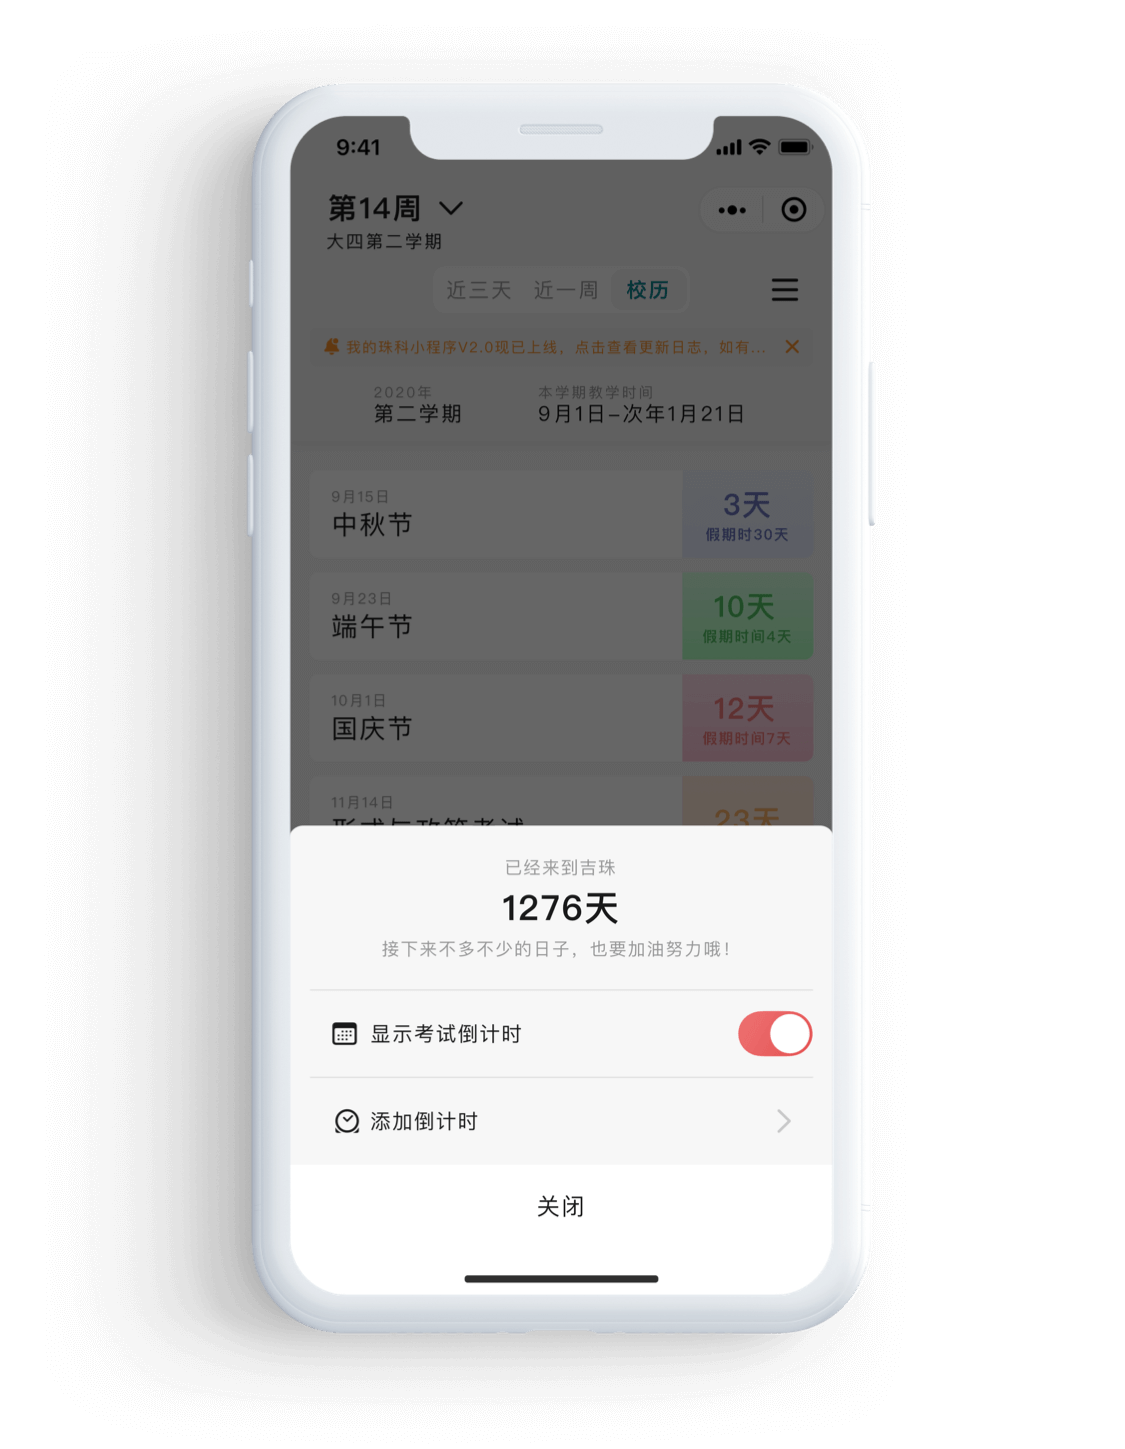 9:41
第14周
大四第二学期
近三天 近一周 校历
我的珠科小程序V2.0现已上线，点击查看更新日志，如有...
2020年 本学期教学时间
第二学期 9月1日–次年1月21日
9月15日
中秋节
3天
假期时30天
9月23日
端午节
10天
假期时间4天
10月1日
国庆节
12天
假期时间7天
11月14日
形式与政策考试
23天
已经来到吉珠
1276天
接下来不多不少的日子，也要加油努力哦！
显示考试倒计时
添加倒计时
关闭